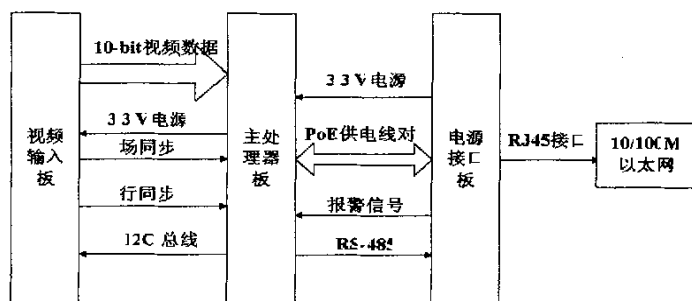 10-bit视频数据
3 3 V 电源
3 3 V 电源
视频
输入
板
主处
理器
板
PoE供电线对
电源
接口
板
RJ45接口
10/100M
以太网
场同步
行同步
报警信号
I2C 总线
RS-485